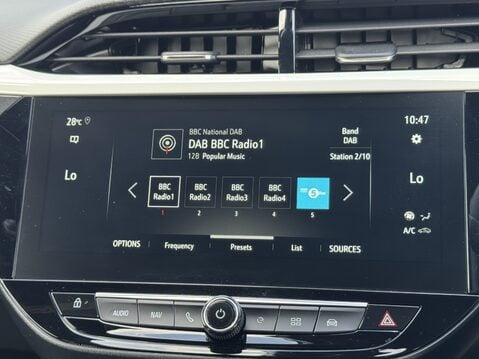 28°C
10:47
BBC National DAB
DAB BBC Radio1
12B Popular Music
Band
DAB
Station 2/10
Lo
Lo
BBC Radio1
BBC Radio2
BBC Radio3
BBC Radio4
5
1
2
3
4
5
A/C
OPTIONS
Frequency
Presets
List
SOURCES
AUDIO
NAV